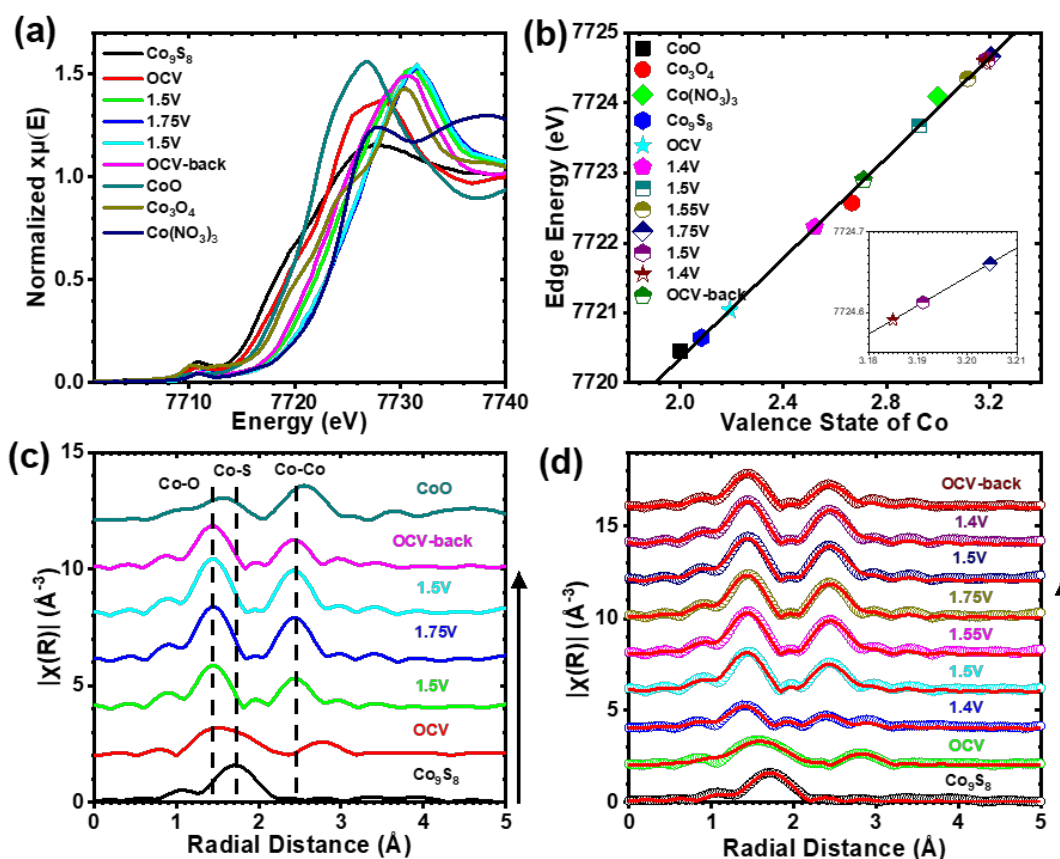 (a)
Normalized xμ(E)
1.5
1.0
0.5
0.0
Co₉S₈
OCV
1.5V
1.75V
1.5V
OCV-back
CoO
Co₃O₄
Co(NO₃)₃
7710
7720
7730
7740
Energy (eV)
(b)
Edge Energy (eV)
7725
7724
7723
7722
7721
7720
CoO
Co₃O₄
Co(NO₃)₃
Co₉S₈
OCV
1.4V
1.5V
1.55V
1.75V
1.5V
1.4V
OCV-back
7724.7
7724.6
3.18
3.19
3.20
3.21
2.0
2.4
2.8
3.2
Valence State of Co
(c)
|χ(R)| (Å⁻³)
15
10
5
0
Co-O
Co-S
Co-Co
CoO
OCV-back
1.5V
1.75V
1.5V
OCV
Co₉S₈
0
1
2
3
4
5
Radial Distance (Å)
(d)
|χ(R)| (Å⁻³)
15
10
5
0
OCV-back
1.4V
1.5V
1.75V
1.55V
1.5V
1.4V
OCV
Co₉S₈
0
1
2
3
4
5
Radial Distance (Å)